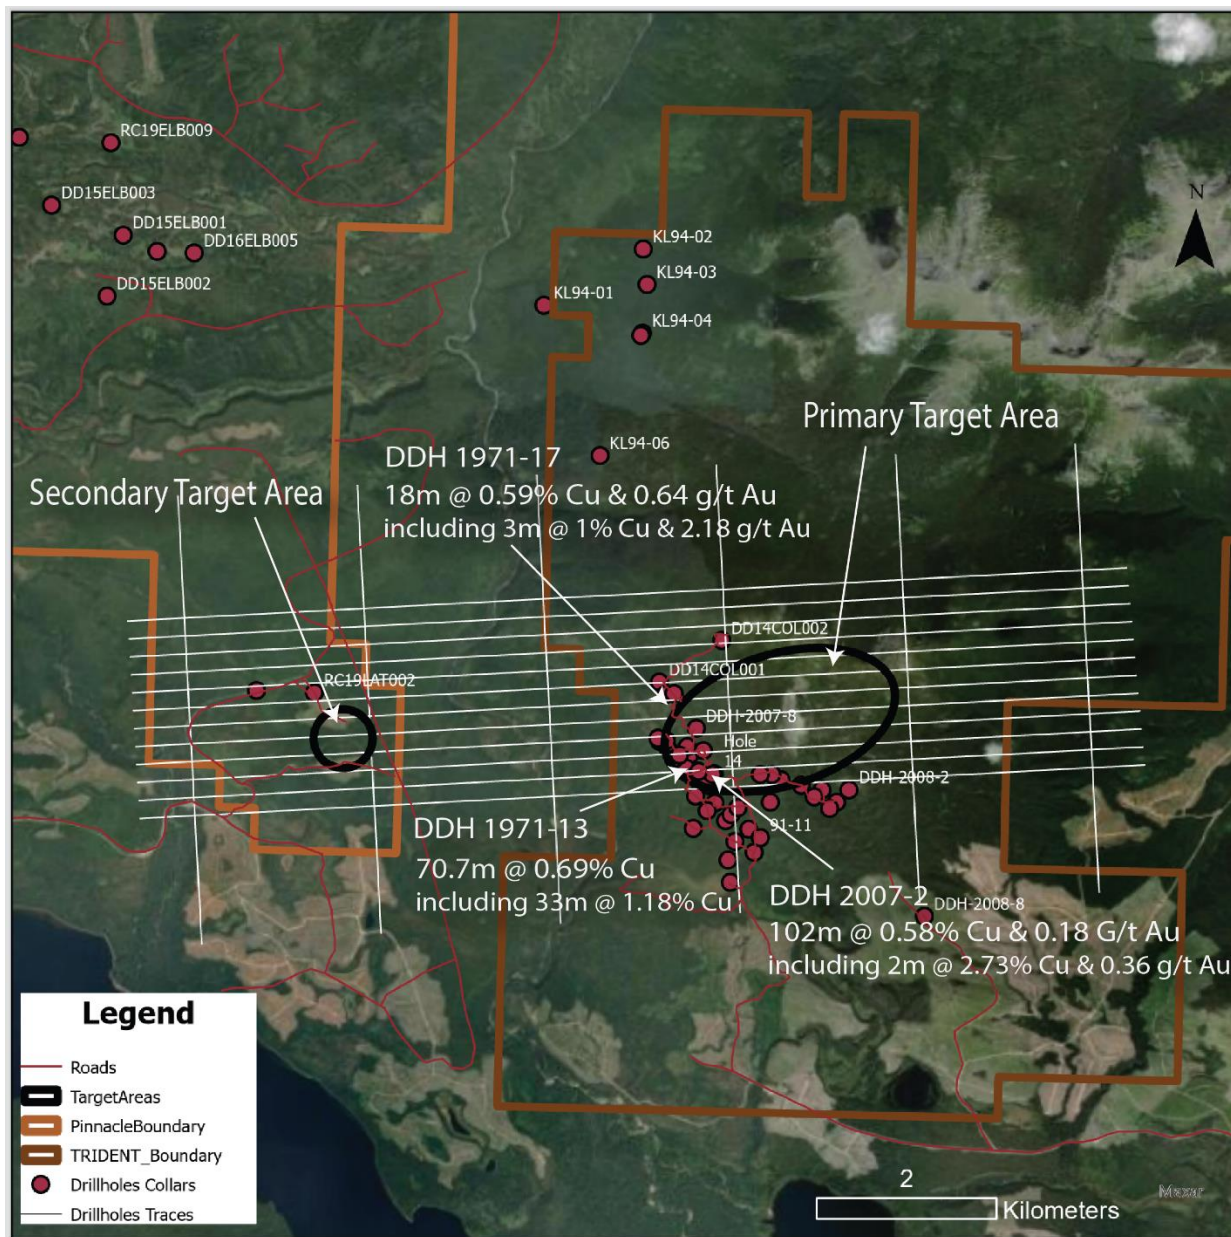 RC19ELB009
N
DD15ELB003
DD15ELB001
DD16ELB005
KL94-02
KL94-03
DD15ELB002
KL94-01
KL94-04
Primary Target Area
KL94-06
DDH 1971-17
18m @ 0.59% Cu & 0.64 g/t Au
including 3m @ 1% Cu & 2.18 g/t Au
Secondary Target Area
DD14COL002
DD14COL001
RC19LAT002
DDH-2007-8
Hole
14
DDH-2008-2
91-11
DDH 1971-13
70.7m @ 0.69% Cu
including 33m @ 1.18% Cu
DDH 2007-2
DDH-2008-8
102m @ 0.58% Cu & 0.18 G/t Au
including 2m @ 2.73% Cu & 0.36 g/t Au
Legend
Roads
TargetAreas
PinnacleBoundary
TRIDENT_Boundary
Drillholes Collars
Drillholes Traces
2
Kilometers
Maxar